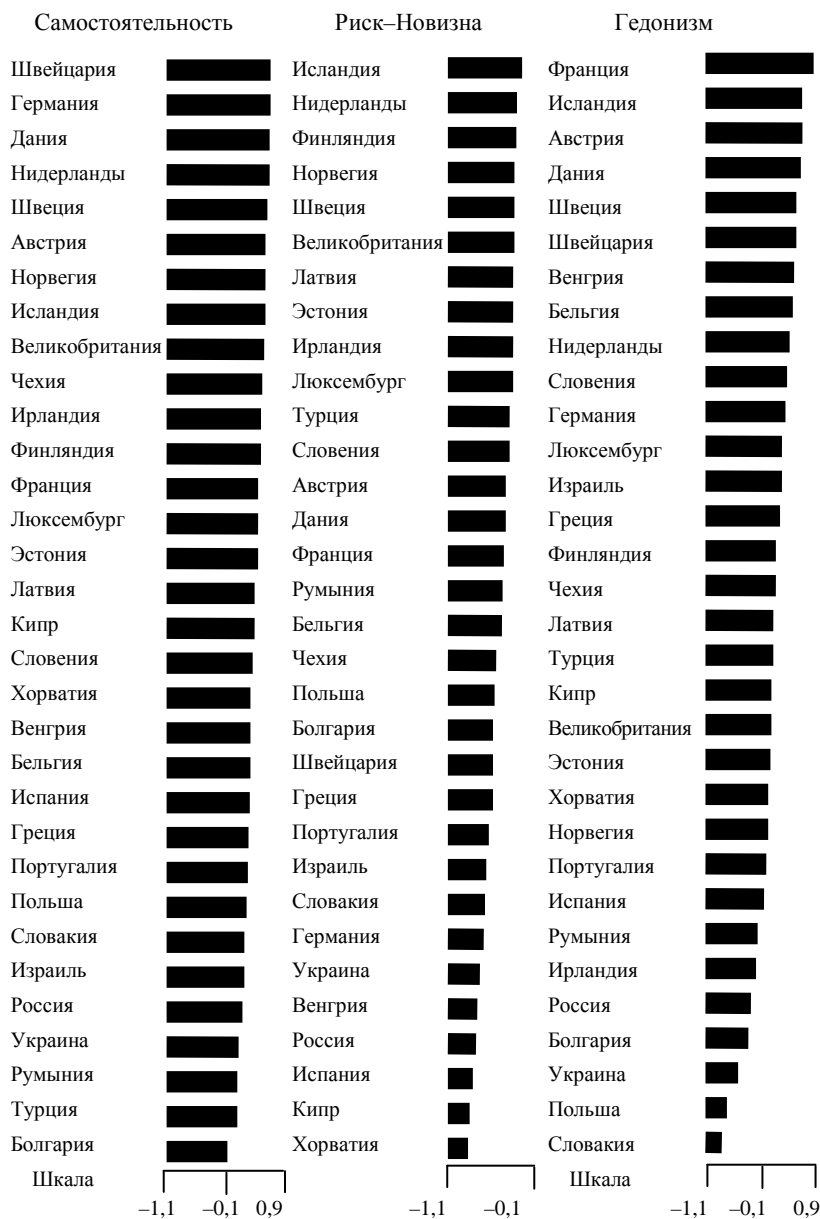 Самостоятельность Риск–Новизна Гедонизм
Швейцария Исландия Франция
Германия Нидерланды Исландия
Дания Финляндия Австрия
Нидерланды Норвегия Дания
Швеция Швеция Швеция
Австрия Великобритания Швейцария
Норвегия Латвия Венгрия
Исландия Эстония Бельгия
Великобритания Ирландия Нидерланды
Чехия Люксембург Словения
Ирландия Турция Германия
Финляндия Словения Люксембург
Франция Австрия Израиль
Люксембург Дания Греция
Эстония Франция Финляндия
Латвия Румыния Чехия
Кипр Бельгия Латвия
Словения Чехия Турция
Хорватия Польша Кипр
Венгрия Болгария Великобритания
Бельгия Швейцария Эстония
Испания Греция Хорватия
Греция Португалия Норвегия
Португалия Израиль Португалия
Польша Словакия Испания
Словакия Германия Румыния
Израиль Украина Ирландия
Россия Венгрия Россия
Украина Россия Болгария
Румыния Испания Украина
Турция Кипр Польша
Болгария Хорватия Словакия
Шкала Шкала
–1,1 –0,1 0,9 –1,1 –0,1 –1,1 –0,1 0,9